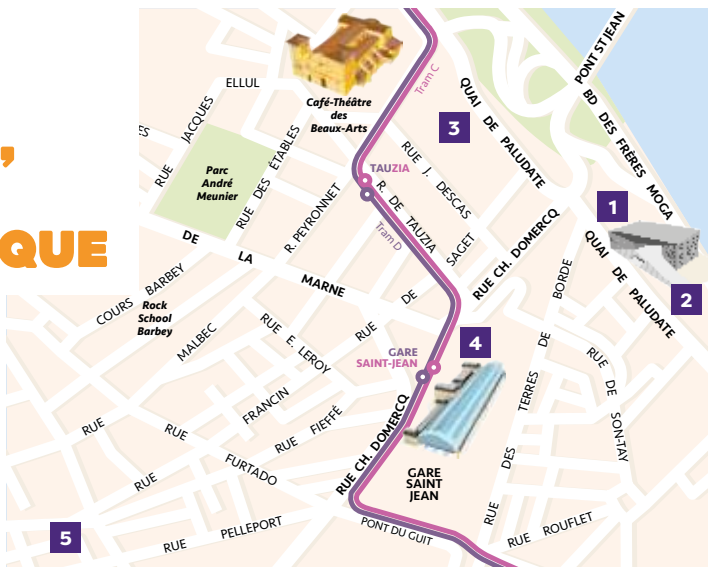 ,
QUE
ELLUL
RUE JACQUES
ES
Café-Théâtre
des
Beaux-Arts
Tram C
PONT ST JEAN
BD DES FRÈRES MOGA
QUAI DE PALUDATE
3
Parc
André
Meunier
RUE DES ÉTABLES
R. PEYRONNET
TAUZIA
RUE J. DESCAS
R. DE TAUZIA
Tram D
RUE DE SAGET
RUE CH. DOMERCQ
1
QUAI DE PALUDATE
2
DE LA MARNE
COURS BARBEY
Rock
School
Barbey
RUE MALBEC
RUE E. LEROY
GARE
SAINT-JEAN
4
RUE DES TERRES DE BORDE
RUE DE SON-TAY
RUE FRANCIN
RUE FIEFFÉ
RUE FURTADO
RUE CH. DOMERCQ
GARE
SAINT
JEAN
5
RUE PELLEPORT
PONT DU GUIT
RUE ROUFLET